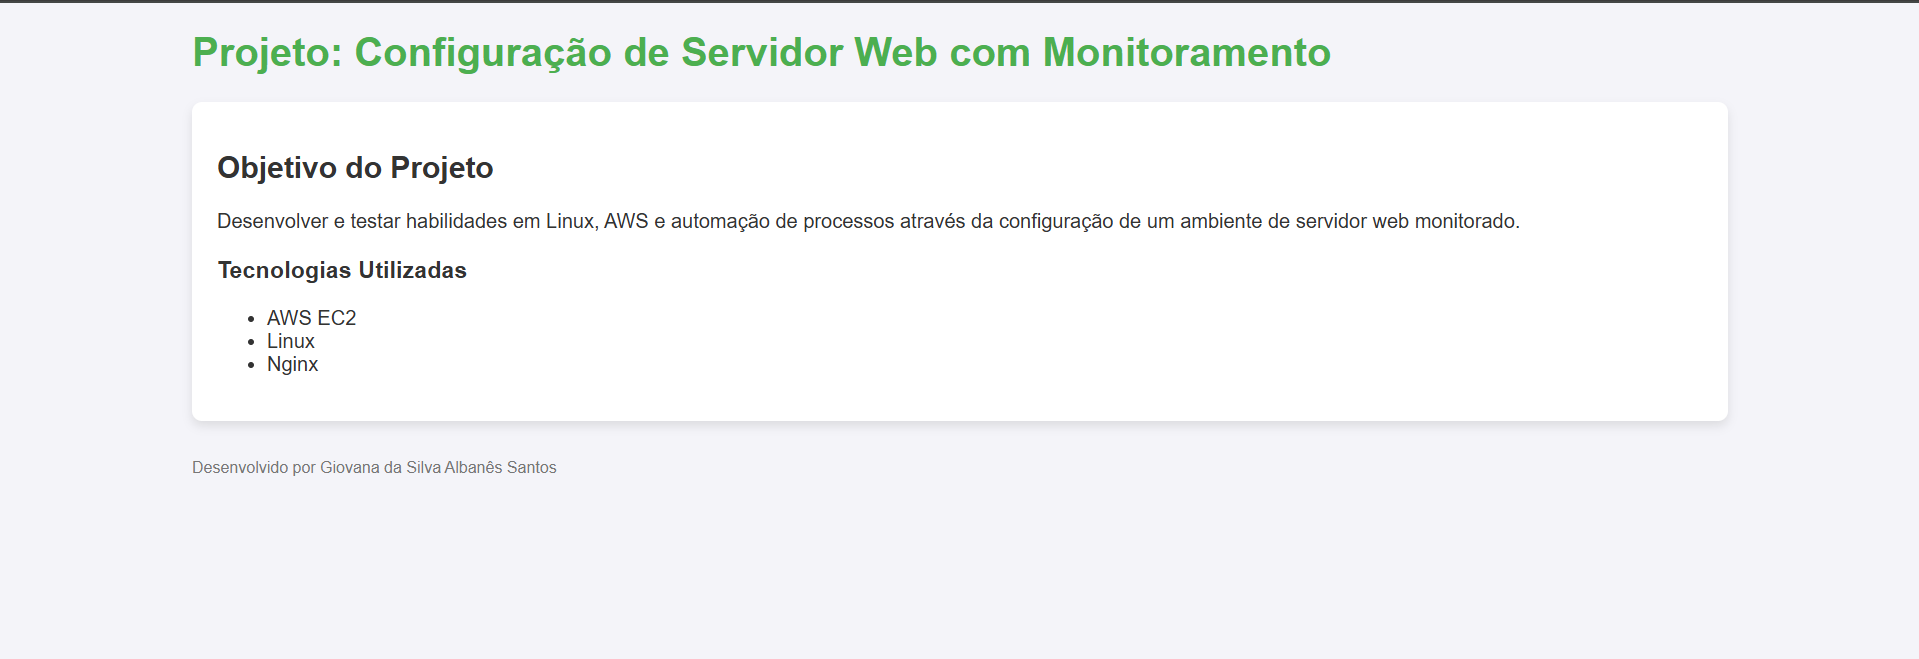 Projeto: Configuração de Servidor Web com Monitoramento
Objetivo do Projeto
Desenvolver e testar habilidades em Linux, AWS e automação de processos através da configuração de um ambiente de servidor web monitorado.
Tecnologias Utilizadas
• AWS EC2
• Linux
• Nginx
Desenvolvido por Giovana da Silva Albanês Santos